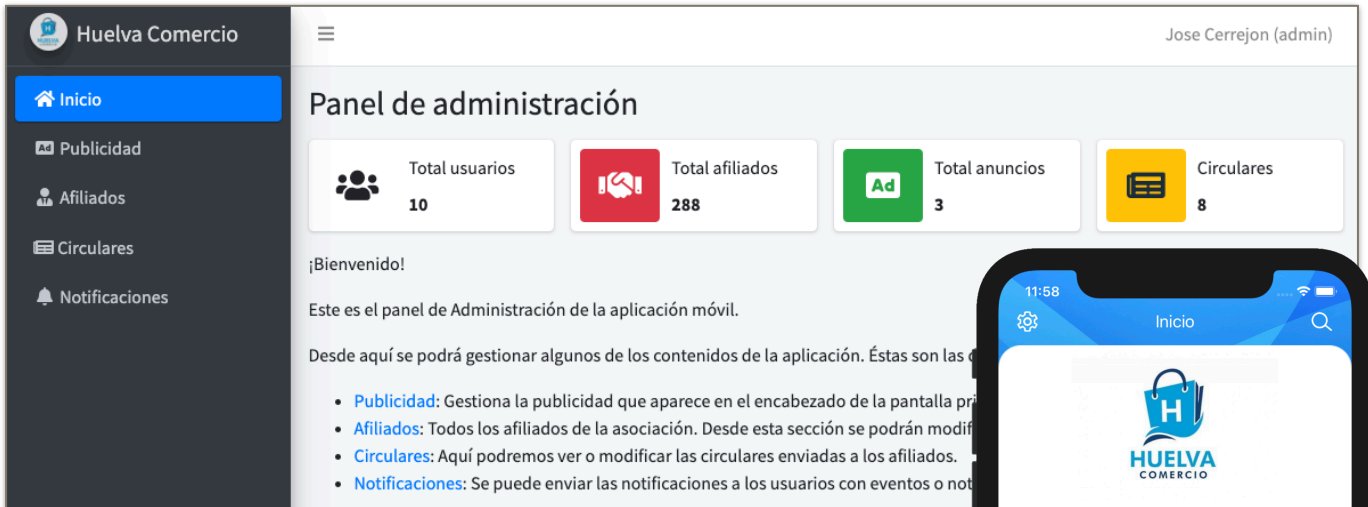 Huelva Comercio
Jose Cerrejon (admin)
Inicio
Publicidad
Afiliados
Circulares
Notificaciones
Panel de administración
Total usuarios
10
Total afiliados
288
Ad
Total anuncios
3
Circulares
8
¡Bienvenido!
Este es el panel de Administración de la aplicación móvil.
Desde aquí se podrá gestionar algunos de los contenidos de la aplicación. Éstas son las
Publicidad: Gestiona la publicidad que aparece en el encabezado de la pantalla
Afiliados: Todos los afiliados de la asociación. Desde esta sección se podrán
Circulares: Aquí podremos ver o modificar las circulares enviadas a los afiliados.
Notificaciones: Se puede enviar las notificaciones a los usuarios con eventos o
11:58
Inicio
H
HUELVA
COMERCIO